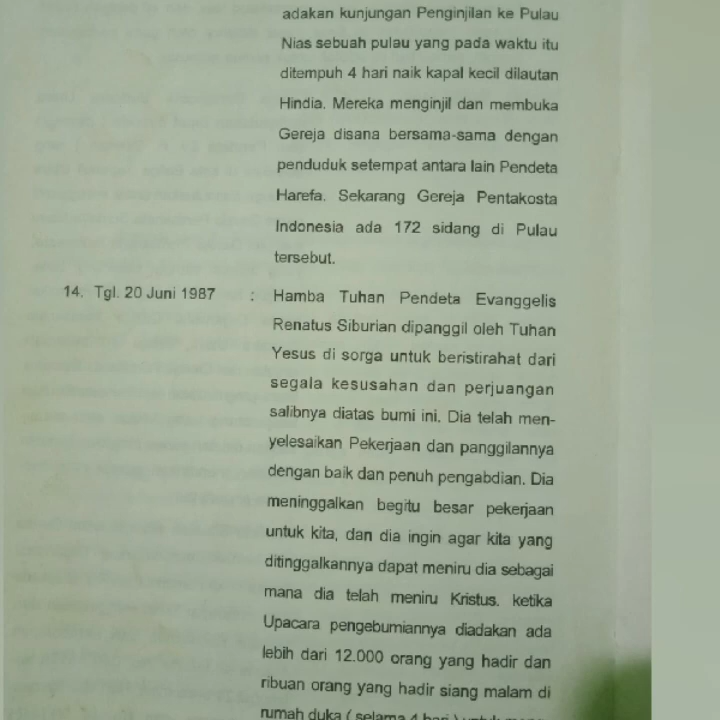 adakan kunjungan Penginjilan ke Pulau
Nias sebuah pulau yang pada waktu itu
ditempuh 4 hari naik kapal kecil dilautan
Hindia. Mereka menginjil dan membuka
Gereja disana bersama-sama dengan
penduduk setempat antara lain Pendeta
Harefa. Sekarang Gereja Pentakosta
Indonesia ada 172 sidang di Pulau
tersebut.
14. Tgl. 20 Juni 1987 : Hamba Tuhan Pendeta Evanggelis
Renatus Siburian dipanggil oleh Tuhan
Yesus di sorga untuk beristirahat dari
segala kesusahan dan perjuangan
salibnya diatas bumi ini. Dia telah men-
yelesaikan Pekerjaan dan panggilannya
dengan baik dan penuh pengabdian. Dia
meninggalkan begitu besar pekerjaan
untuk kita, dan dia ingin agar kita yang
ditinggalkannya dapat meniru dia sebagai
mana dia telah meniru Kristus. ketika
Upacara pengebumiannya diadakan ada
lebih dari 12.000 orang yang hadir dan
ribuan orang yang hadir siang malam di
rumah duka ( selama 4 hari ) untuk